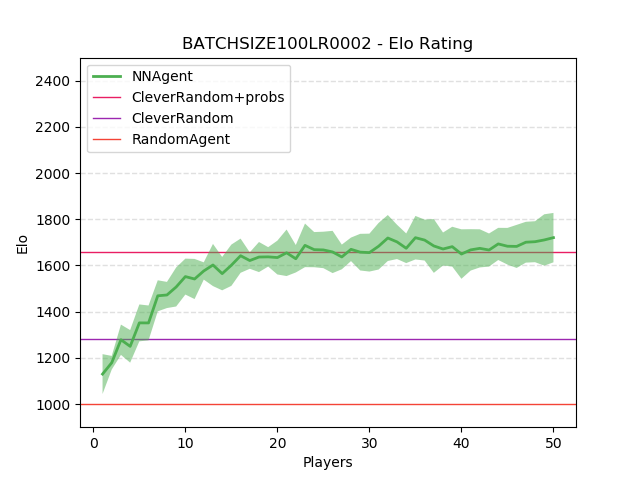 BATCHSIZE100LR0002 - Elo Rating
NNAgent
CleverRandom+probs
CleverRandom
RandomAgent
Elo
2400
2200
2000
1800
1600
1400
1200
1000
0 10 20 30 40 50
Players